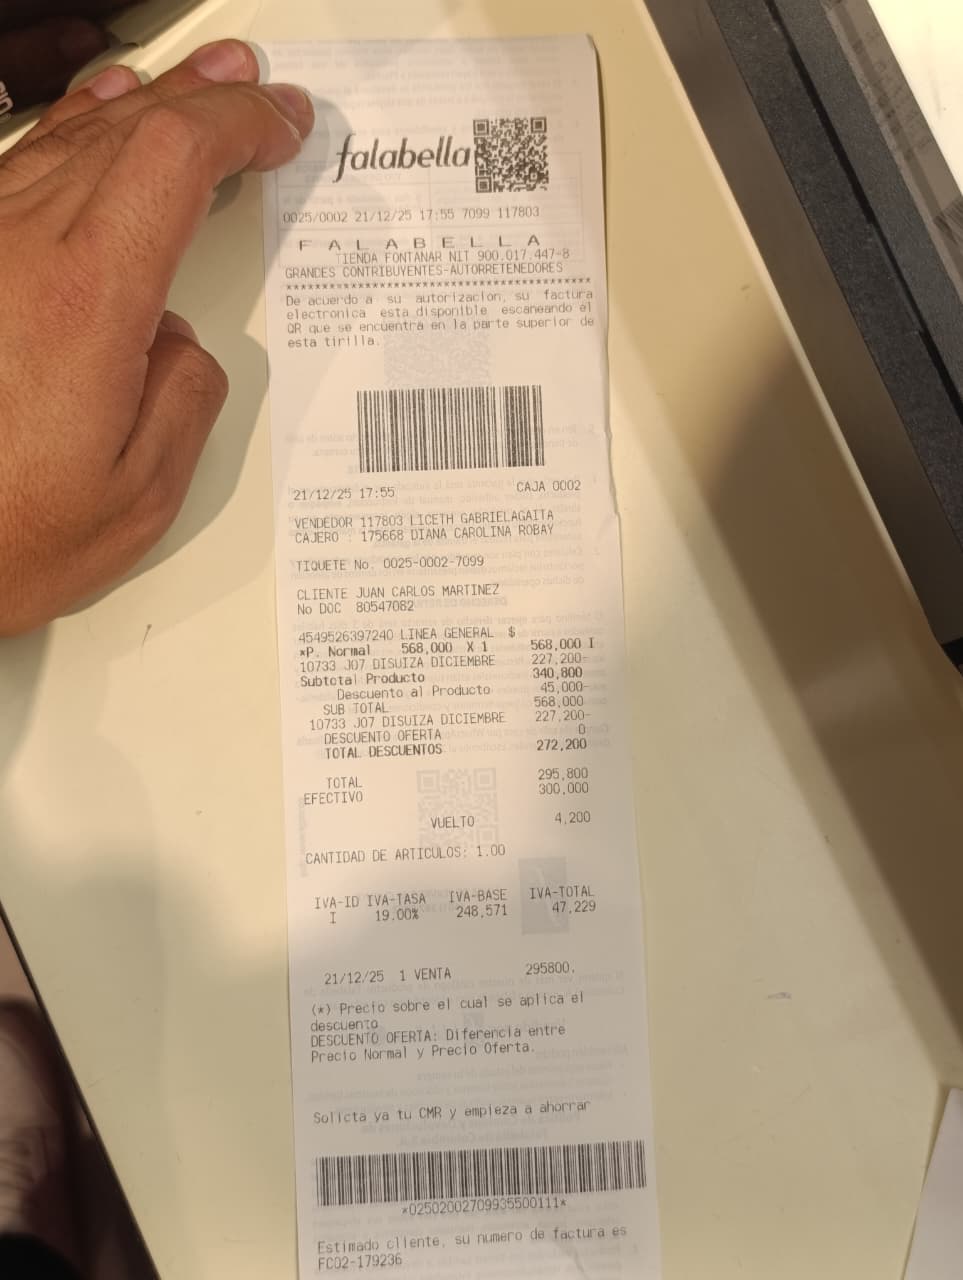 falabella
0025/0002 21/12/25 17:55 7099 117803
F A L A B E L L A
TIENDA FONTANAR NIT 900.017.447-8
GRANDES CONTRIBUYENTES-AUTORRETENEDORES
******************************************
De acuerdo a su autorizacion, su factura
electronica esta disponible escaneando el
QR que se encuentra en la parte superior de
esta tirilla.
21/12/25 17:55 CAJA 0002
VENDEDOR 117803 LICETH GABRIELAGAITA
CAJERO : 175668 DIANA CAROLINA ROBAY
TIQUETE No. 0025-0002-7099
CLIENTE JUAN CARLOS MARTINEZ
No DOC 80547082
4549526397240 LINEA GENERAL $
*P. Normal 568,000 X 1 568,000 I
10733 J07 DISUIZA DICIEMBRE 227,200-
Subtotal Producto 340,800
Descuento al Producto 45,000-
SUB TOTAL 568,000
10733 J07 DISUIZA DICIEMBRE 227,200-
DESCUENTO OFERTA 0
TOTAL DESCUENTOS 272,200
TOTAL 295,800
EFECTIVO 300,000
VUELTO 4,200
CANTIDAD DE ARTICULOS: 1.00
IVA-ID IVA-TASA IVA-BASE IVA-TOTAL
I 19.00% 248,571 47,229
21/12/25 1 VENTA 295800.
(*) Precio sobre el cual se aplica el
descuento
DESCUENTO OFERTA: Diferencia entre
Precio Normal y Precio Oferta.
Solicta ya tu CMR y empieza a ahorrar
*02502002709935500111*
Estimado cliente, su numero de factura es
FC02-179236